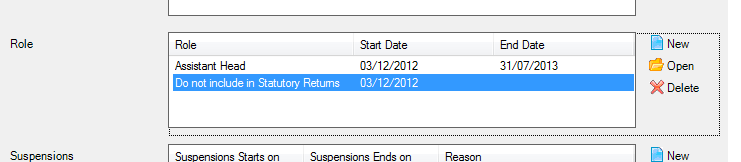 Role Role Start Date End Date New
Assistant Head 03/12/2012 31/07/2013 Open
Do not include in Statutory Returns 03/12/2012 Delete
Suspensions Suspensions Starts on Suspensions Ends on Reason New